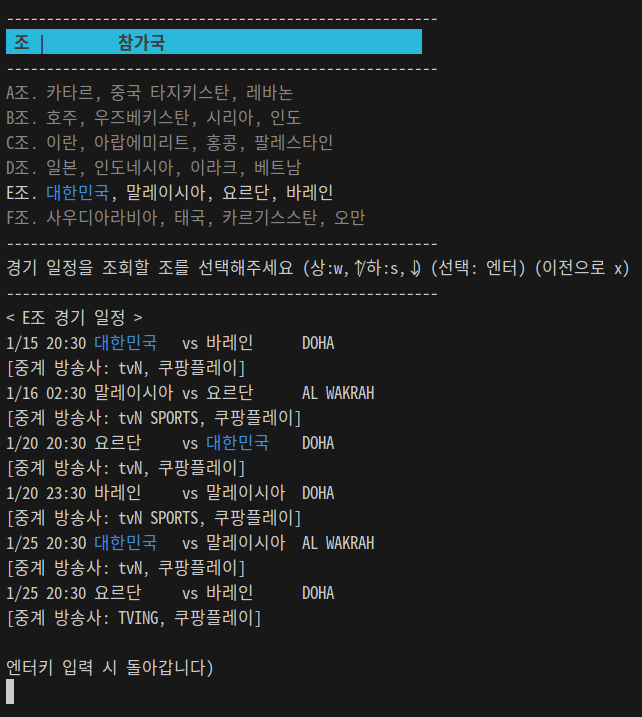 ------------------------------------------------------
조 |         참가국
------------------------------------------------------
A조. 카타르, 중국 타지키스탄, 레바논
B조. 호주, 우즈베키스탄, 시리아, 인도
C조. 이란, 아랍에미리트, 홍콩, 팔레스타인
D조. 일본, 인도네시아, 이라크, 베트남
E조. 대한민국, 말레이시아, 요르단, 바레인
F조. 사우디아라비아, 태국, 카르기스스탄, 오만
------------------------------------------------------
경기 일정을 조회할 조를 선택해주세요 (상:w,↑/하:s,↓) (선택: 엔터) (이전으로 x)
------------------------------------------------------
< E조 경기 일정 >
1/15 20:30 대한민국   vs 바레인      DOHA
[중계 방송사: tvN, 쿠팡플레이]
1/16 02:30 말레이시아 vs 요르단      AL WAKRAH
[중계 방송사: tvN SPORTS, 쿠팡플레이]
1/20 20:30 요르단     vs 대한민국    DOHA
[중계 방송사: tvN, 쿠팡플레이]
1/20 23:30 바레인     vs 말레이시아  DOHA
[중계 방송사: tvN SPORTS, 쿠팡플레이]
1/25 20:30 대한민국   vs 말레이시아  AL WAKRAH
[중계 방송사: tvN, 쿠팡플레이]
1/25 20:30 요르단     vs 바레인      DOHA
[중계 방송사: TVING, 쿠팡플레이]
엔터키 입력 시 돌아갑니다)